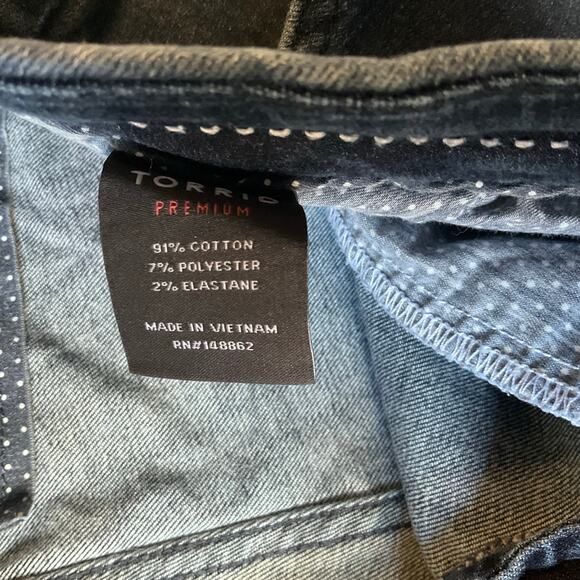 TORRID
PREMIUM
91% COTTON
7% POLYESTER
2% ELASTANE
MADE IN VIETNAM
RN#148862